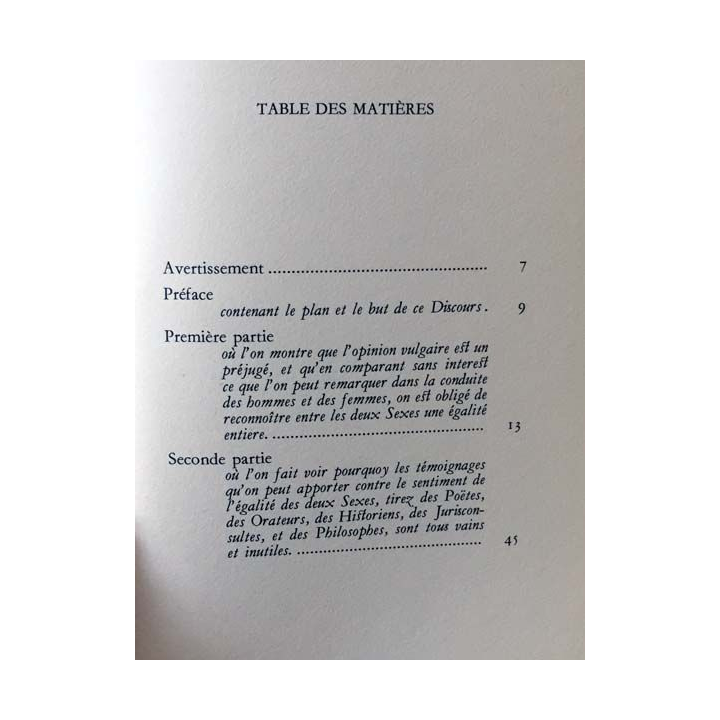 TABLE DES MATIÈRES
Avertissement ................................................ 7
Préface
contenant le plan et le but de ce Discours. 9
Première partie
où l'on montre que l'opinion vulgaire est un
préjugé, et qu'en comparant sans interest
ce que l'on peut remarquer dans la conduite
des hommes et des femmes, on est obligé de
reconnoître entre les deux Sexes une égalité
entiere. .............................................. 13
Seconde partie
où l'on fait voir pourquoy les témoignages
qu'on peut apporter contre le sentiment de
l'égalité des deux Sexes, tirez des Poëtes,
des Orateurs, des Historiens, des Juriscon-
sultes, et des Philosophes, sont tous vains
et inutiles. ........................................ 45